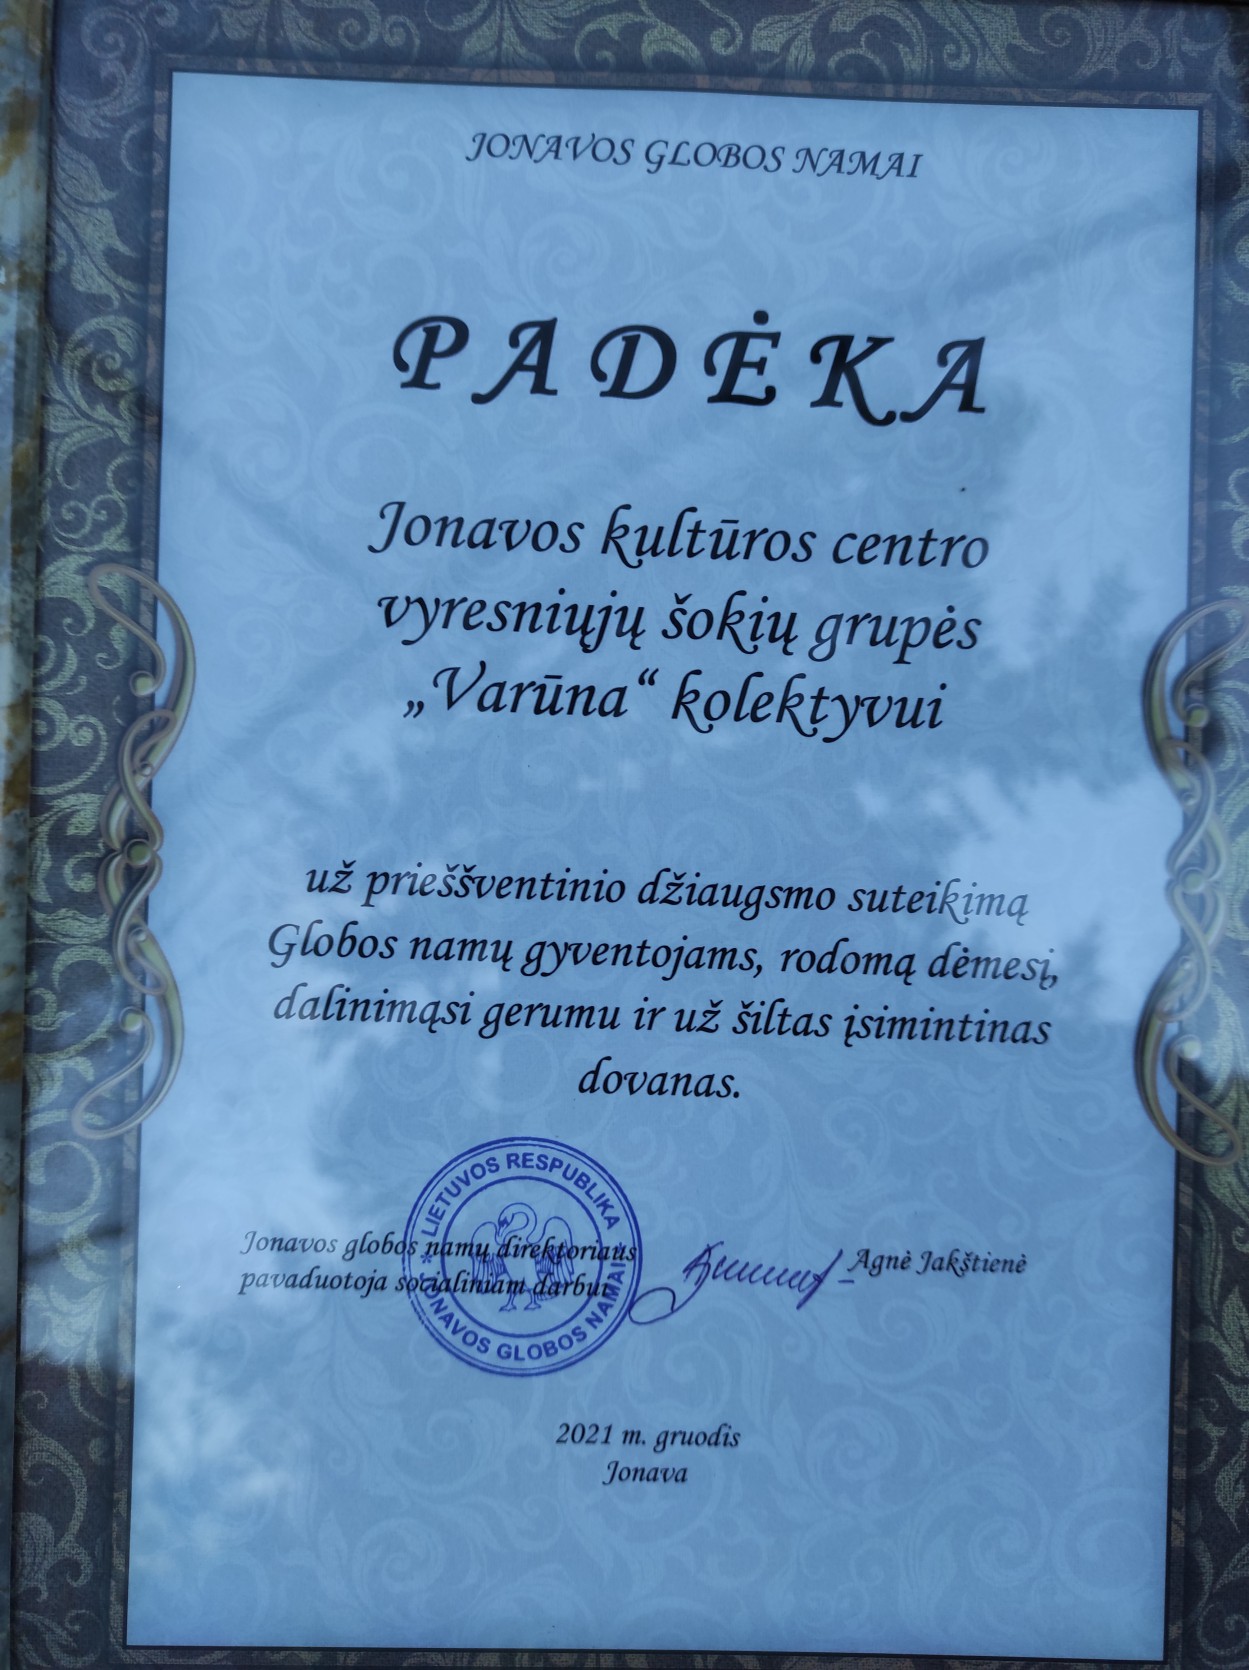 JONAVOS GLOBOS NAMAI
PADĖKA
Jonavos kultūros centro
vyresniųjų šokių grupės
„Varūna“ kolektyvui
už prieššventinio džiaugsmo suteikimą
Globos namų gyventojams, rodomą dėmesį,
dalinimąsi gerumu ir už šiltas įsimintinas
dovanas.
Jonavos globos namų direktoriaus
pavaduotoja socialiniam darbui
LIETUVOS RESPUBLIKA
* JONAVOS GLOBOS NAMAI *
Agnė Jakštienė
2021 m. gruodis
Jonava